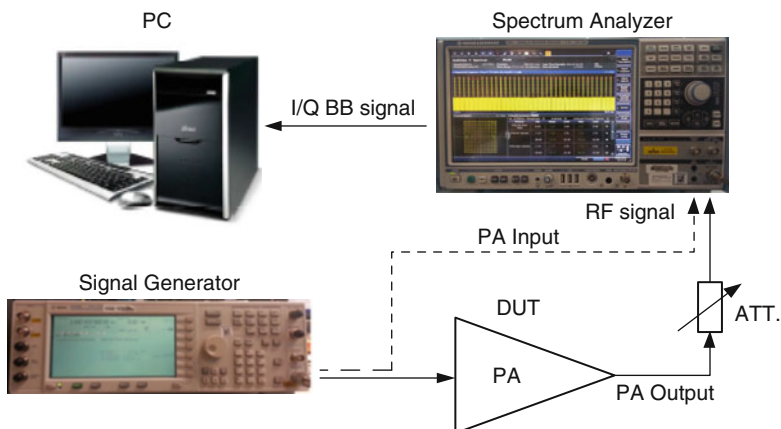 PC
Spectrum Analyzer
I/Q BB signal
RF signal
PA Input
Signal Generator
DUT
ATT.
PA
PA Output